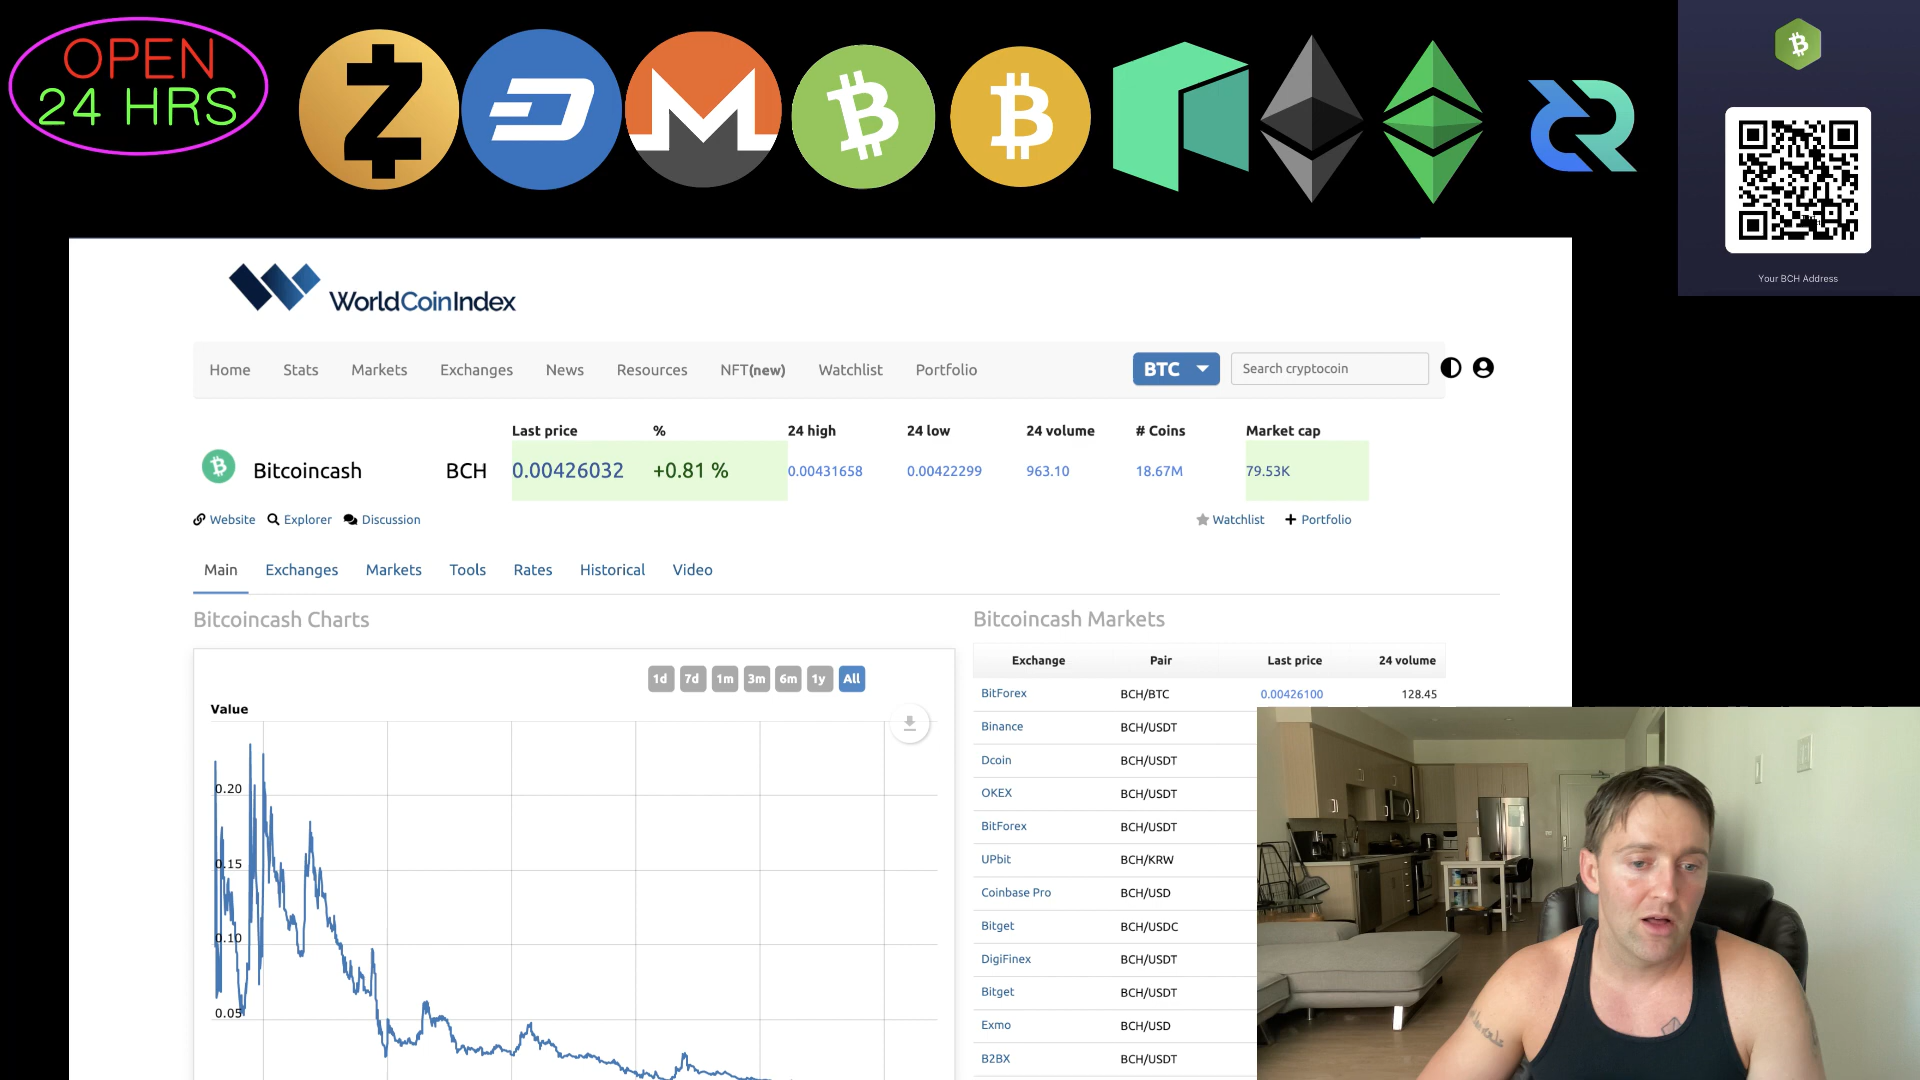 OPEN
24 HRS
Your BCH Address
WorldCoinIndex
Home Stats Markets Exchanges News Resources NFT(new) Watchlist Portfolio BTC Search cryptocoin
Last price % 24 high 24 low 24 volume # Coins Market cap
Bitcoincash BCH 0.00426032 +0.81 % 0.00431658 0.00422299 963.10 18.67M 79.53K
Website Explorer Discussion Watchlist Portfolio
Main Exchanges Markets Tools Rates Historical Video
Bitcoincash Charts
1d 7d 1m 3m 6m 1y All
Value
0.20
0.15
0.10
0.05
Bitcoincash Markets
Exchange Pair Last price 24 volume
BitForex BCH/BTC 0.00426100 128.45
Binance BCH/USDT
Dcoin BCH/USDT
OKEX BCH/USDT
BitForex BCH/USDT
UPbit BCH/KRW
Coinbase Pro BCH/USD
Bitget BCH/USDC
DigiFinex BCH/USDT
Bitget BCH/USDT
Exmo BCH/USD
B2BX BCH/USDT